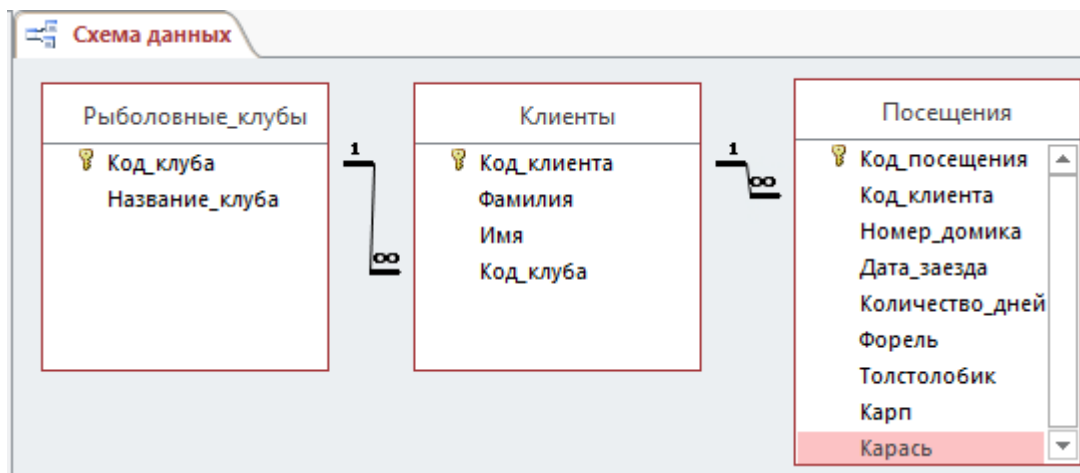 Схема данных
Рыболовные_клубы
Код_клуба
Название_клуба
1
∞
Клиенты
Код_клиента
Фамилия
Имя
Код_клуба
1
∞
Посещения
Код_посещения
Код_клиента
Номер_домика
Дата_заезда
Количество_дней
Форель
Толстолобик
Карп
Карась